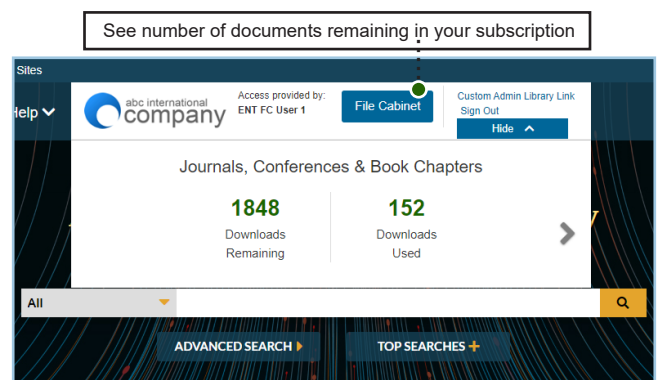 See number of documents remaining in your subscription
Sites
Help
abc international
company
Access provided by:
ENT FC User 1
File Cabinet
Custom Admin Library Link
Sign Out
Hide
Journals, Conferences & Book Chapters
1848
Downloads
Remaining
152
Downloads
Used
All
ADVANCED SEARCH
TOP SEARCHES +